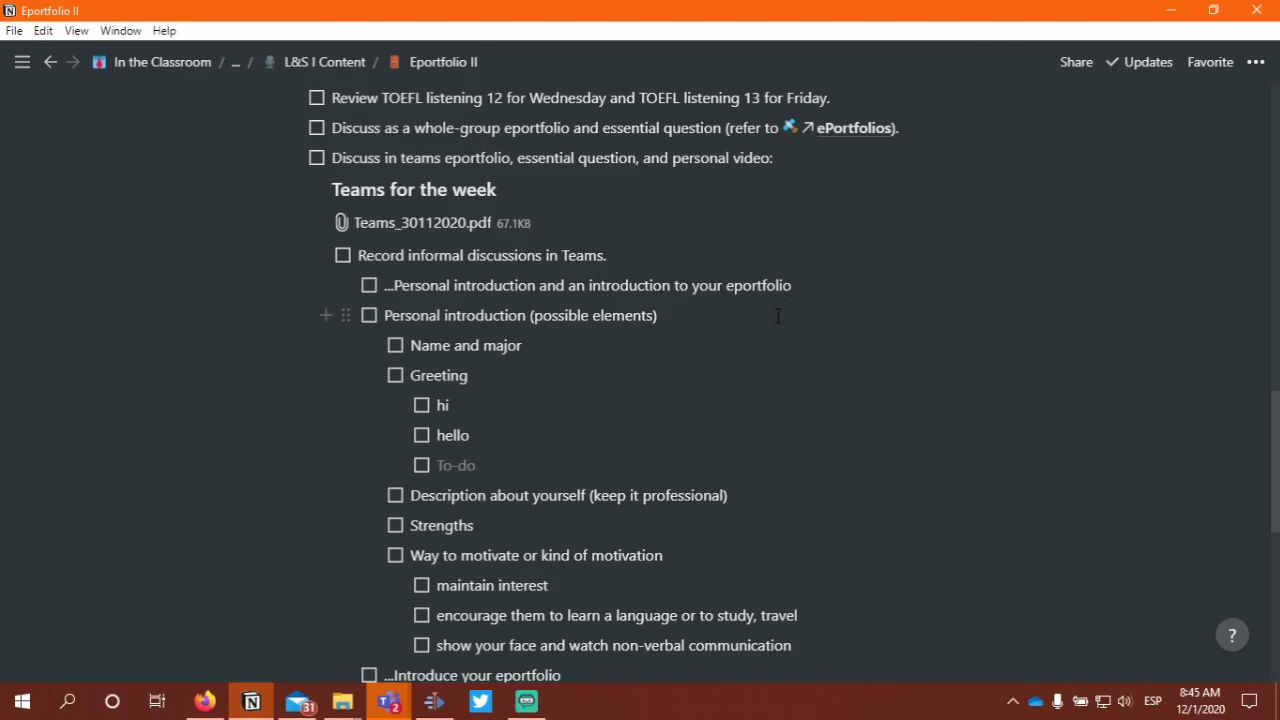 Eportfolio II
File Edit View Window Help
In the Classroom / ... / L&S I Content / Eportfolio II
Share Updates Favorite •••
Review TOEFL listening 12 for Wednesday and TOEFL listening 13 for Friday.
Discuss as a whole-group eportfolio and essential question (refer to ↗ ePortfolios).
Discuss in teams eportfolio, essential question, and personal video:
Teams for the week
Teams_30112020.pdf 67.1KB
Record informal discussions in Teams.
...Personal introduction and an introduction to your eportfolio
Personal introduction (possible elements)
Name and major
Greeting
hi
hello
To-do
Description about yourself (keep it professional)
Strengths
Way to motivate or kind of motivation
maintain interest
encourage them to learn a language or to study, travel
show your face and watch non-verbal communication
...Introduce your eportfolio
?
31
2
ESP
8:45 AM
12/1/2020